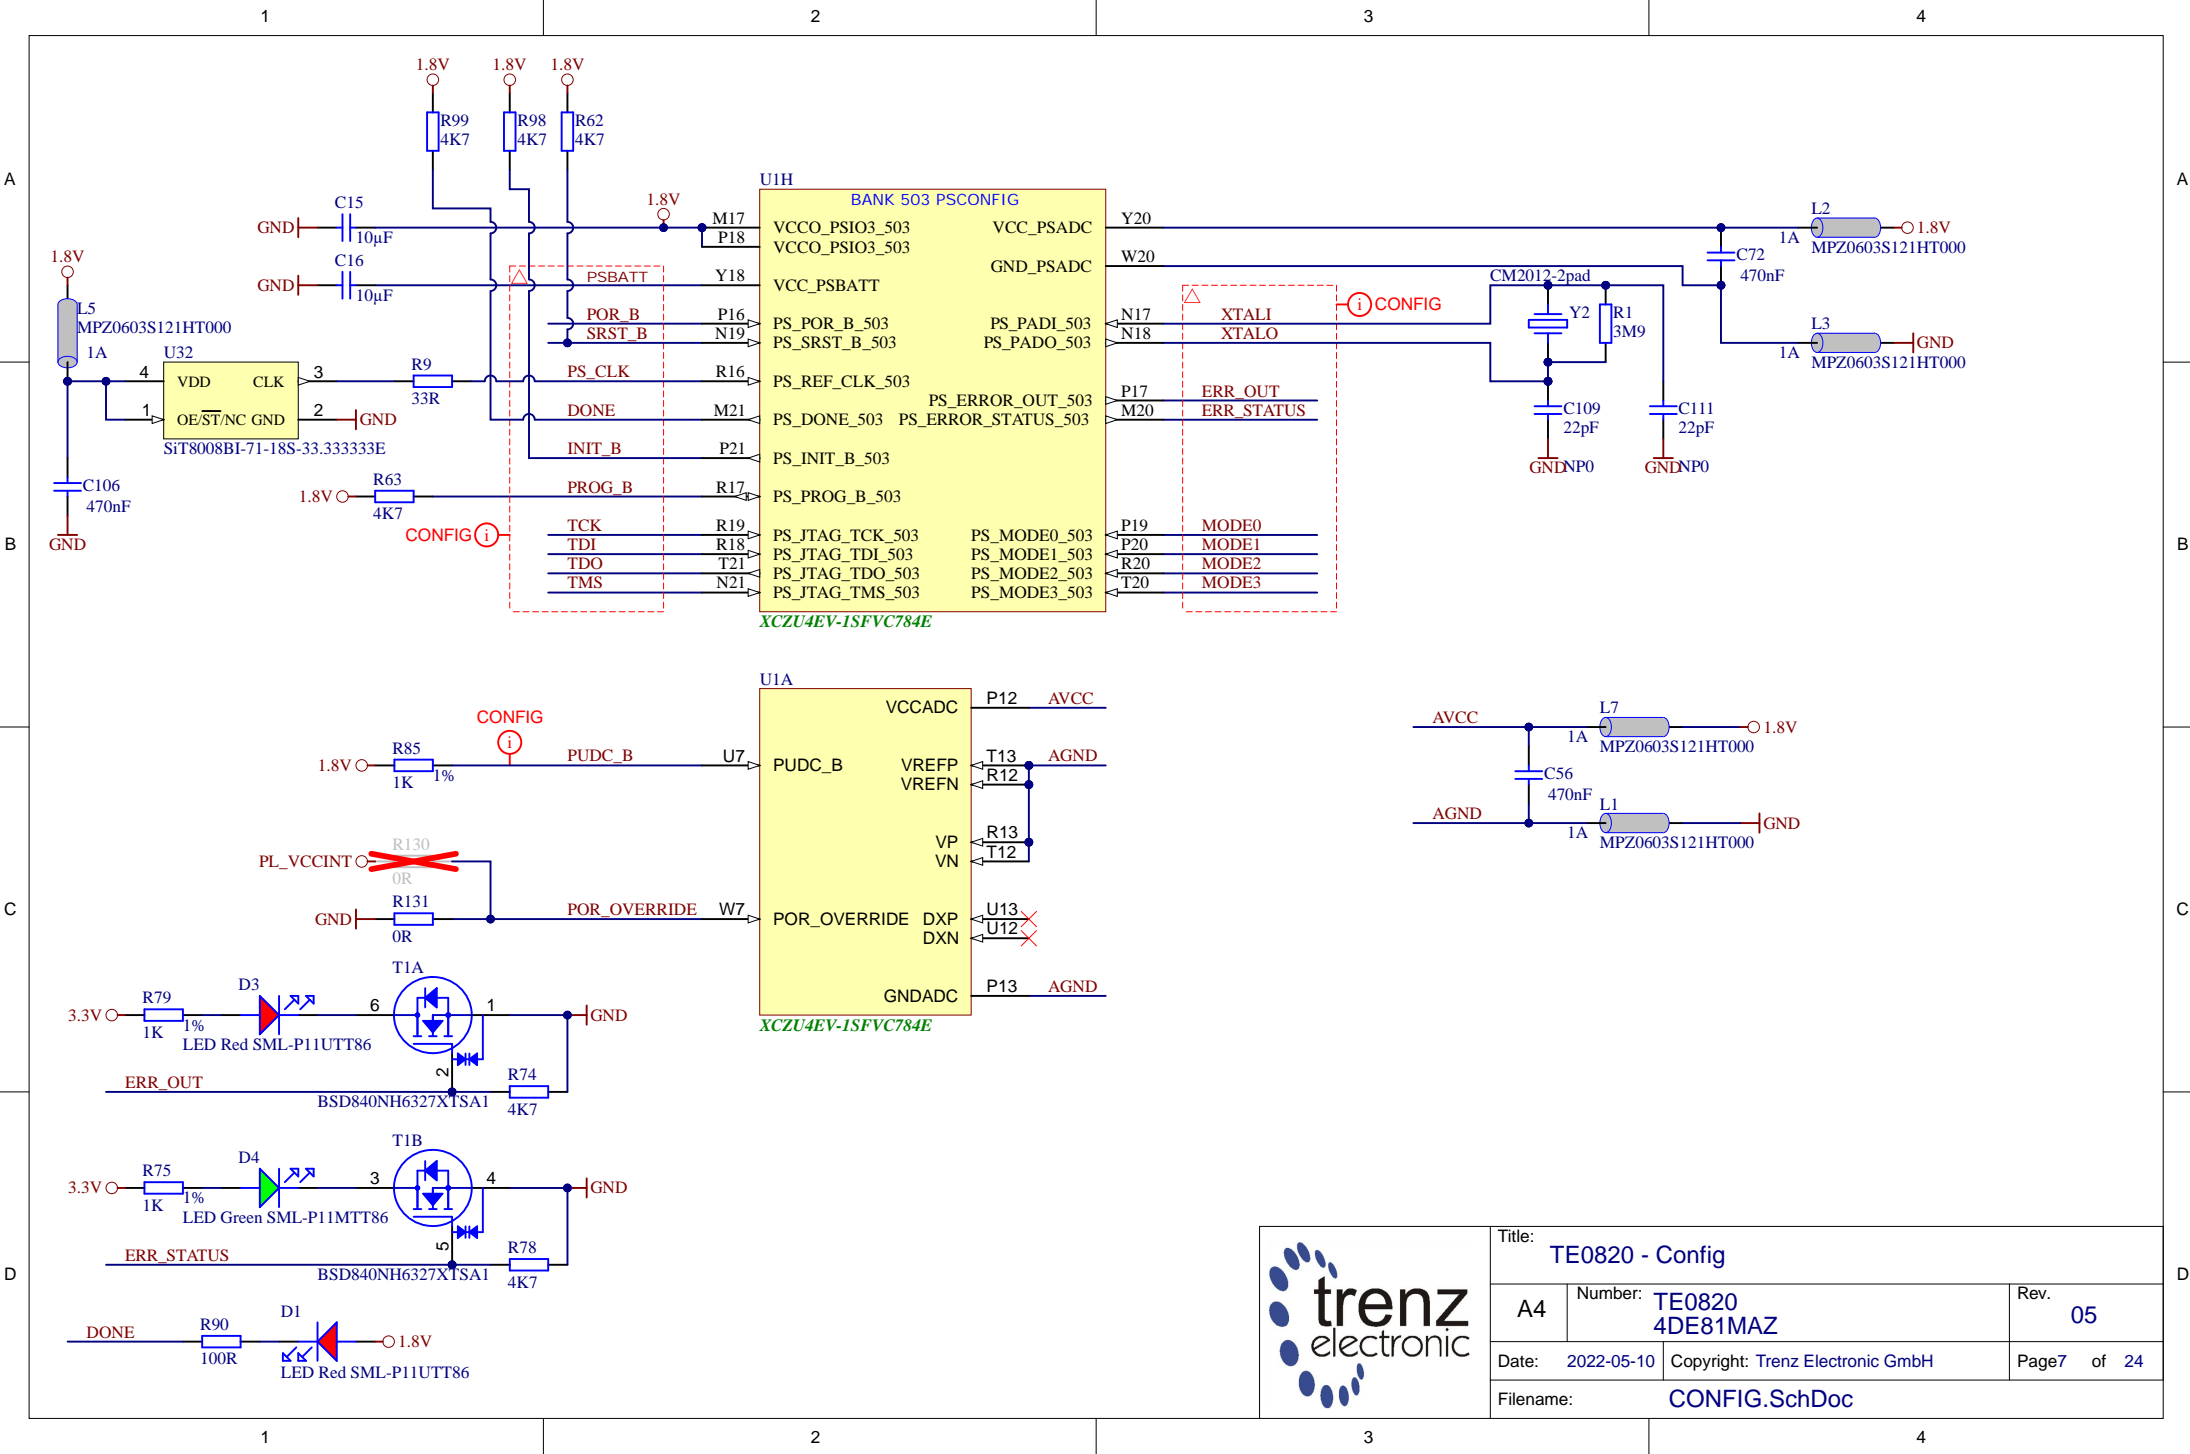 1 2 3 4
A A
B B
C C
D D
1.8V 1.8V 1.8V
R99 4K7
R98 4K7
R62 4K7
C15
GND
10µF
1.8V
C16
GND
10µF
1.8V
L5
MPZ0603S121HT000
1A
U32
4 VDD CLK 3
1 OE/ST/NC GND 2
GND
SiT8008BI-71-18S-33.333333E
C106
470nF
GND
R9
33R
1.8V
R63
4K7
CONFIG
i
PSBATT
POR_B
SRST_B
PS_CLK
DONE
INIT_B
PROG_B
TCK
TDI
TDO
TMS
U1H
BANK 503 PSCONFIG
M17 VCCO_PSIO3_503
P18 VCCO_PSIO3_503
Y18 VCC_PSBATT
P16 PS_POR_B_503
N19 PS_SRST_B_503
R16 PS_REF_CLK_503
M21 PS_DONE_503
P21 PS_INIT_B_503
R17 PS_PROG_B_503
R19 PS_JTAG_TCK_503
R18 PS_JTAG_TDI_503
T21 PS_JTAG_TDO_503
N21 PS_JTAG_TMS_503
VCC_PSADC Y20
GND_PSADC W20
PS_PADI_503 N17 XTALI
PS_PADO_503 N18 XTALO
PS_ERROR_OUT_503 P17 ERR_OUT
PS_ERROR_STATUS_503 M20 ERR_STATUS
PS_MODE0_503 P19 MODE0
PS_MODE1_503 P20 MODE1
PS_MODE2_503 R20 MODE2
PS_MODE3_503 T20 MODE3
XCZU4EV-1SFVC784E
i CONFIG
CM2012-2pad
Y2
R1
3M9
C109
22pF
GND NP0
C111
22pF
GND NP0
L2
1A
MPZ0603S121HT000
1.8V
C72
470nF
L3
1A
MPZ0603S121HT000
GND
U1A
VCCADC P12 AVCC
U7 PUDC_B
VREFP T13 AGND
VREFN R12
VP R13
VN T12
W7 POR_OVERRIDE
DXP U13
DXN U12
GNDADC P13 AGND
XCZU4EV-1SFVC784E
CONFIG
i
1.8V
R85
1K
1%
PUDC_B
PL_VCCINT
R130
0R
GND
R131
0R
POR_OVERRIDE
AVCC
L7
1A
MPZ0603S121HT000
1.8V
C56
470nF
AGND
L1
1A
MPZ0603S121HT000
GND
3.3V
R79
1K
1%
D3
LED Red SML-P11UTT86
T1A
6 1
2
GND
ERR_OUT
BSD840NH6327XTSA1
R74
4K7
3.3V
R75
1K
1%
D4
LED Green SML-P11MTT86
T1B
3 4
5
GND
ERR_STATUS
BSD840NH6327XTSA1
R78
4K7
DONE
R90
100R
D1
1.8V
LED Red SML-P11UTT86
trenz
electronic
Title:
TE0820 - Config
A4
Number: TE0820
4DE81MAZ
Rev.
05
Date: 2022-05-10
Copyright: Trenz Electronic GmbH
Page7 of 24
Filename: CONFIG.SchDoc
1 2 3 4